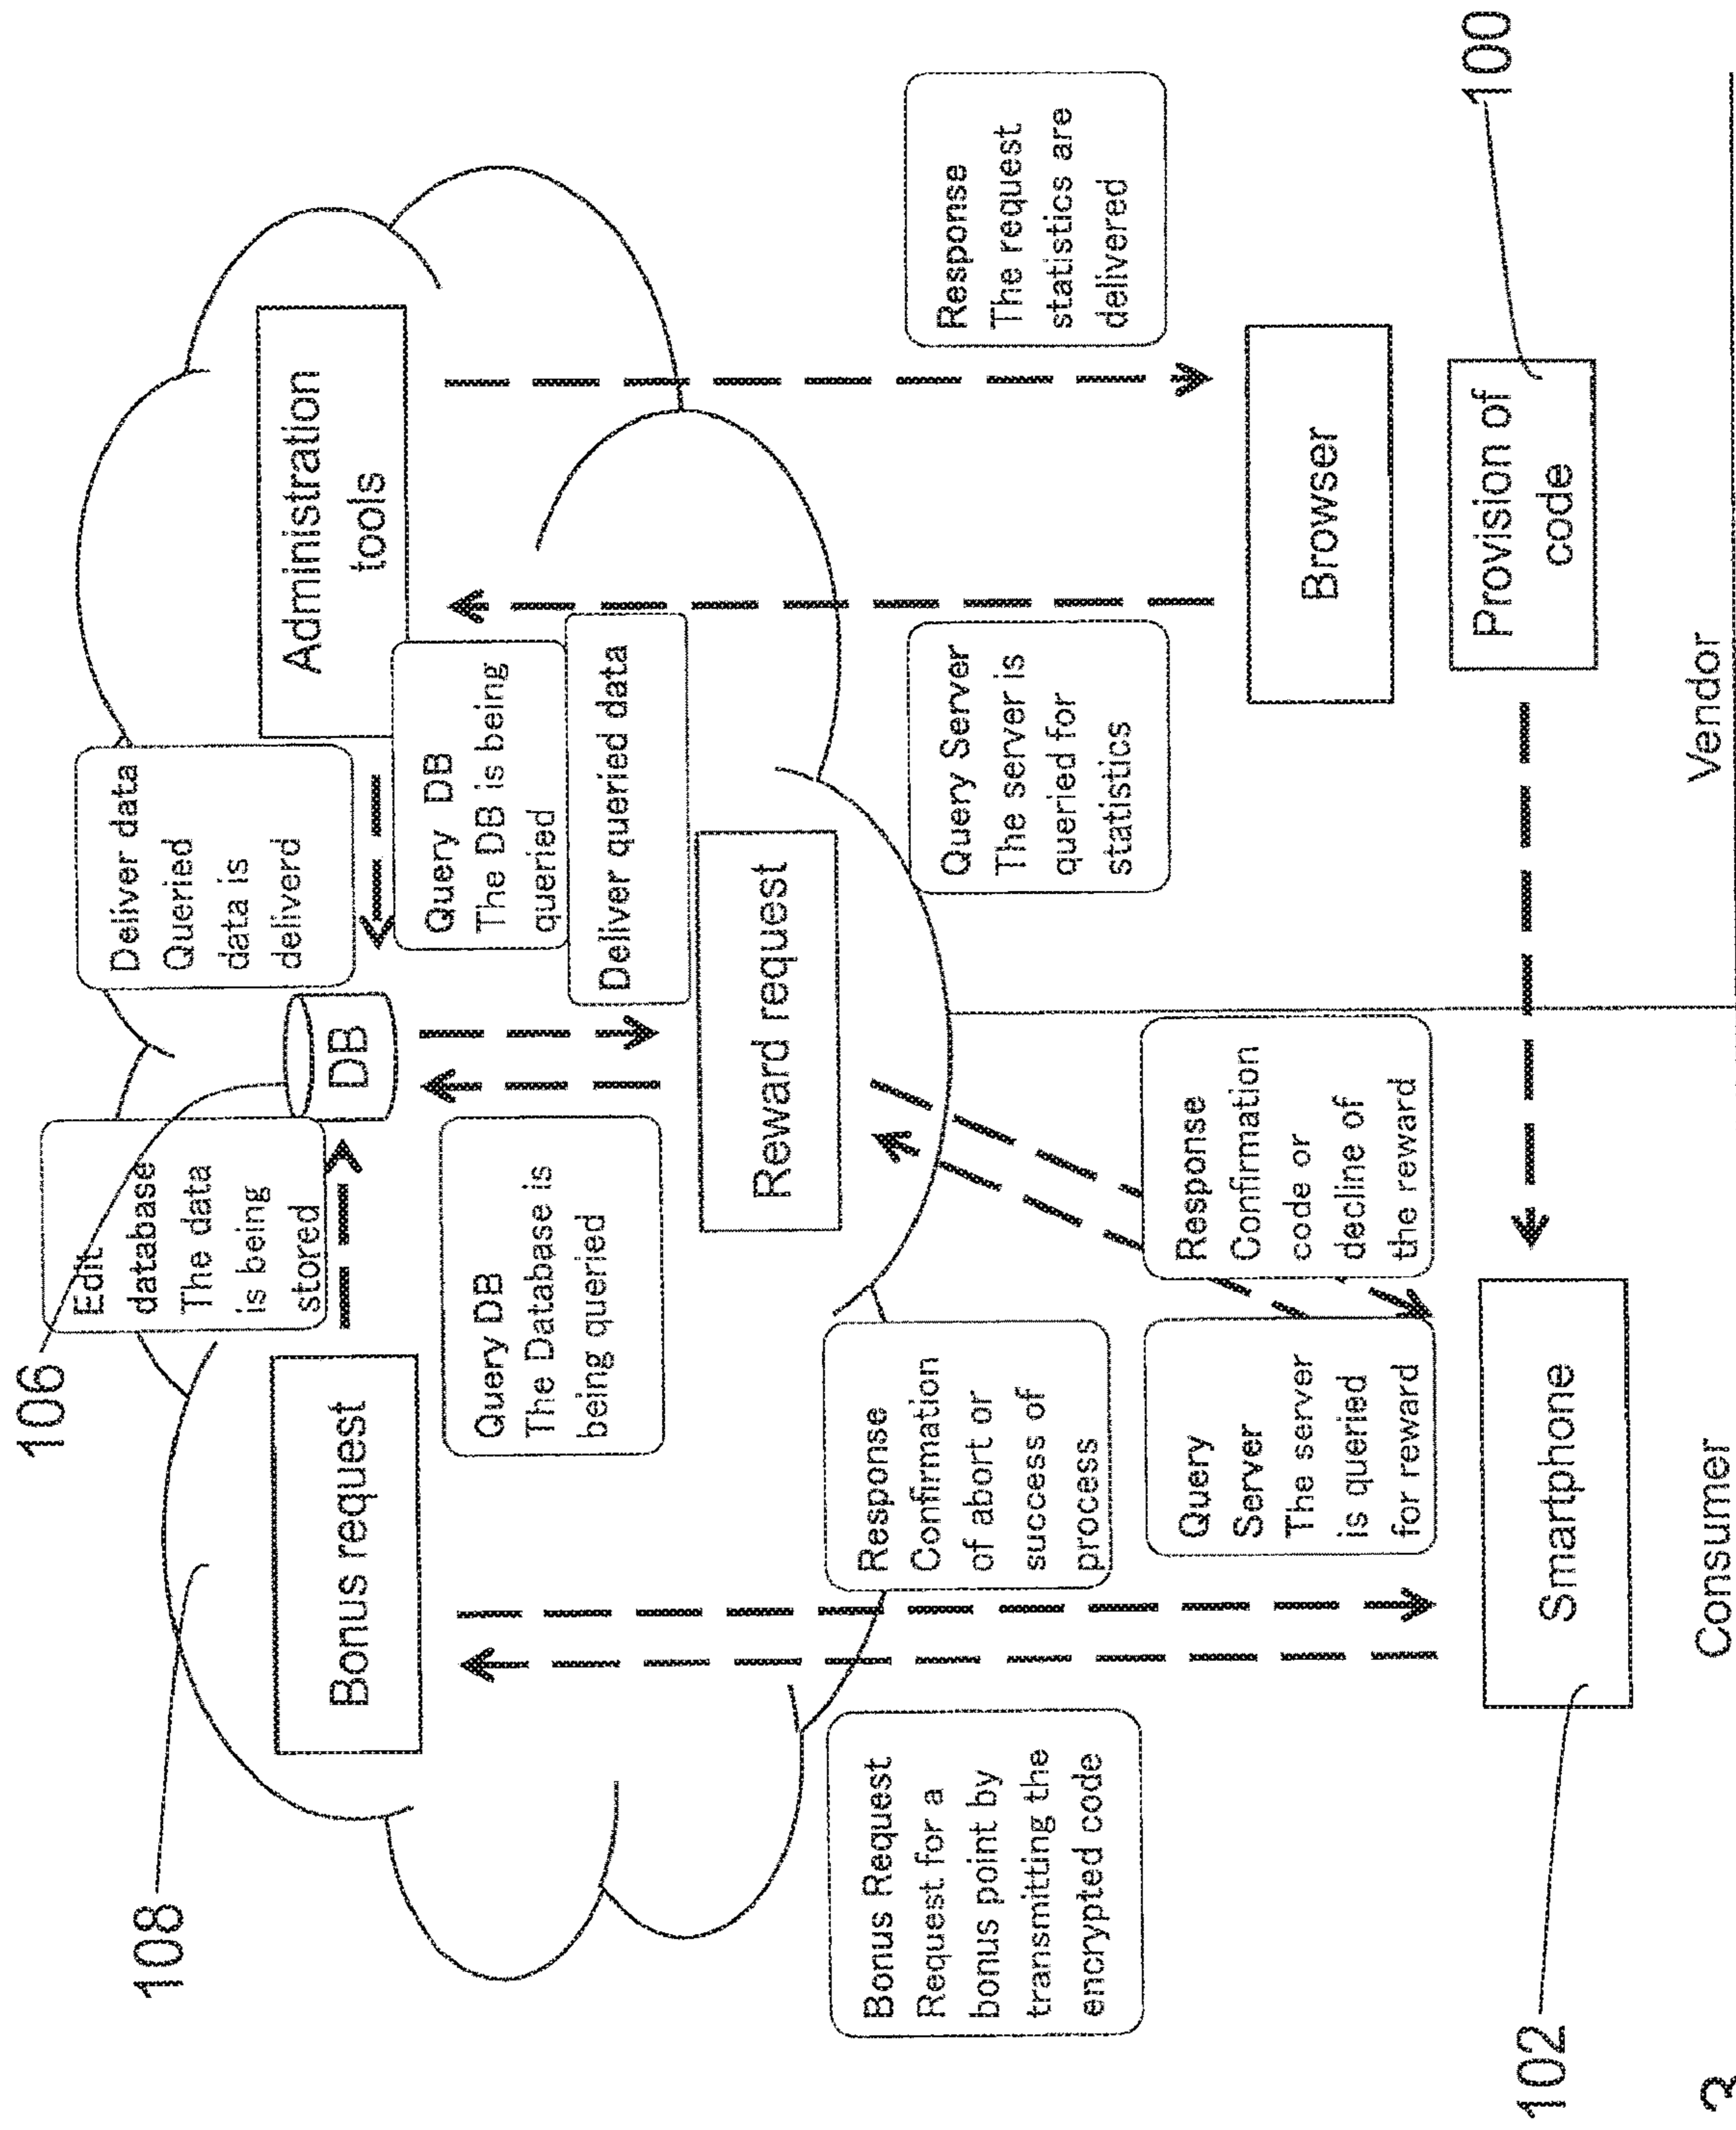 106
108
Edit
database
The data
is being
stored
Deliver data
Queried
data is
deliverd
Bonus request
DB
Administration
tools
Query DB
The DB is being
queried
Query DB
The Database is
being queried
Deliver queried data
Reward request
Bonus Request
Request for a
bonus point by
transmitting the
encrypted code
Response
Confirmation
of abort or
success of
process
Query Server
The server is
queried for
statistics
Response
The request
statistics are
delivered
Query
Server
The server
is queried
for reward
Response
Confirmation
code or
decline of
the reward
Browser
102
Smartphone
Provision of
code
100
Consumer
Vendor